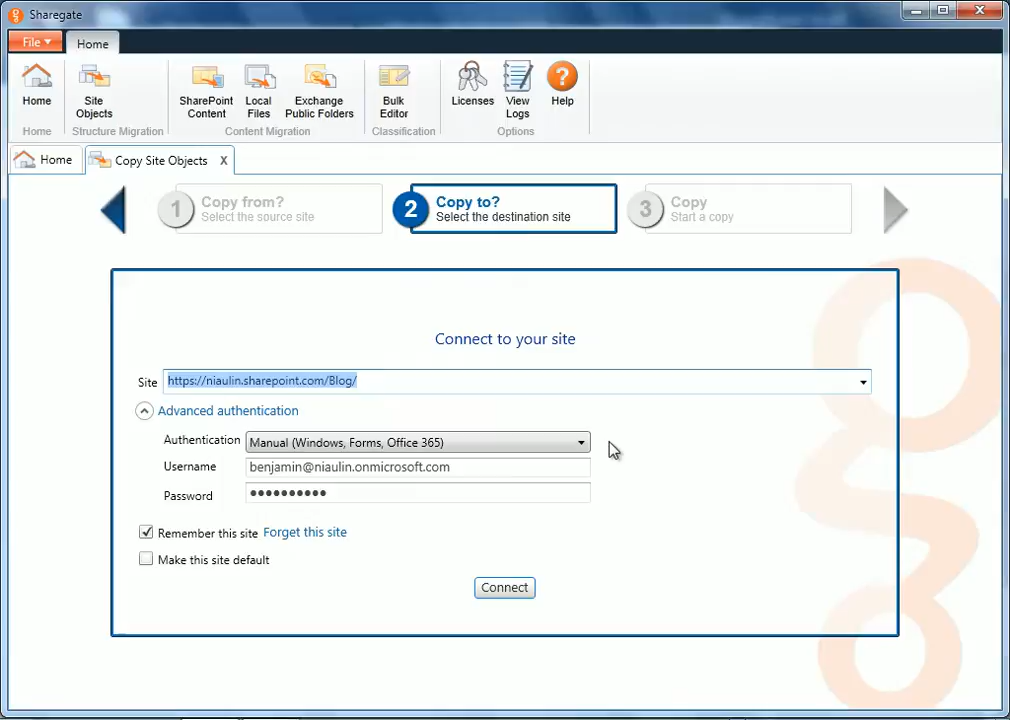 Sharegate
File
Home
Home
Site Objects
SharePoint Content
Local Files
Exchange Public Folders
Bulk Editor
Licenses
View Logs
Help
Home
Structure Migration
Content Migration
Classification
Options
Home
Copy Site Objects X
1 Copy from?
Select the source site
2 Copy to?
Select the destination site
3 Copy
Start a copy
Connect to your site
Site https://niaulin.sharepoint.com/Blog/
Advanced authentication
Authentication Manual (Windows, Forms, Office 365)
Username benjamin@niaulin.onmicrosoft.com
Password ●●●●●●●●●●
Remember this site Forget this site
Make this site default
Connect